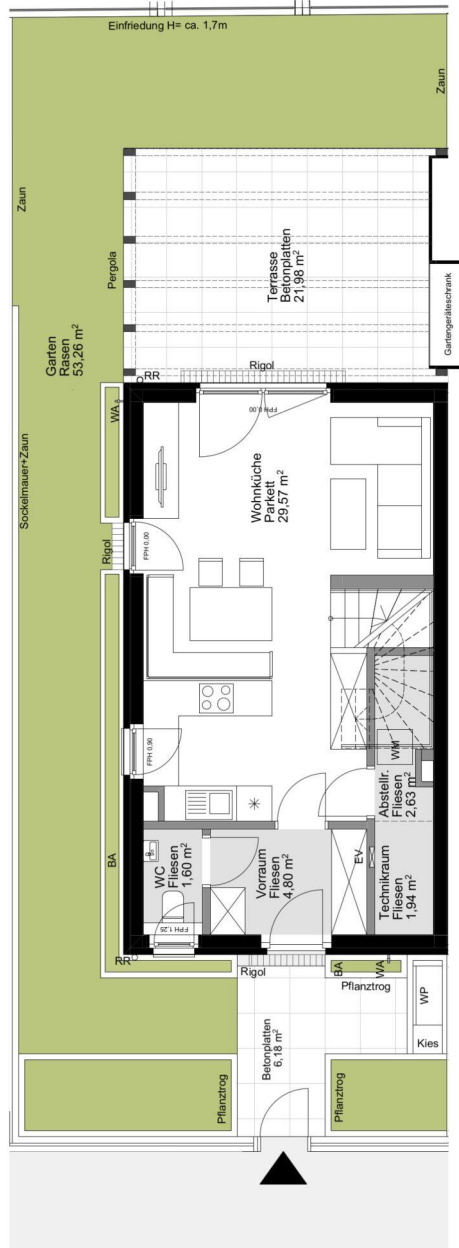 Einfriedung H= ca. 1,7m
Zaun
Zaun
Pergola
Terrasse
Betonplatten
21,98 m²
Gartengeräteschrank
Garten
Rasen
53,26 m²
Sockelmauer+Zaun
RR
Rigol
WA
FPH 0,00
Wohnküche
Parkett
29,57 m²
Rigol
FPH 0,00
FPH 0,90
WM
Abstellr.
Fliesen
2,63 m²
BA
WC
Fliesen
1,60 m²
FPH 1,25
Vorraum
Fliesen
4,80 m²
EV
Technikraum
Fliesen
1,94 m²
RR
Rigol
BA
WA
Pflanztrog
WP
Kies
Betonplatten
6,18 m²
Pflanztrog
Pflanztrog